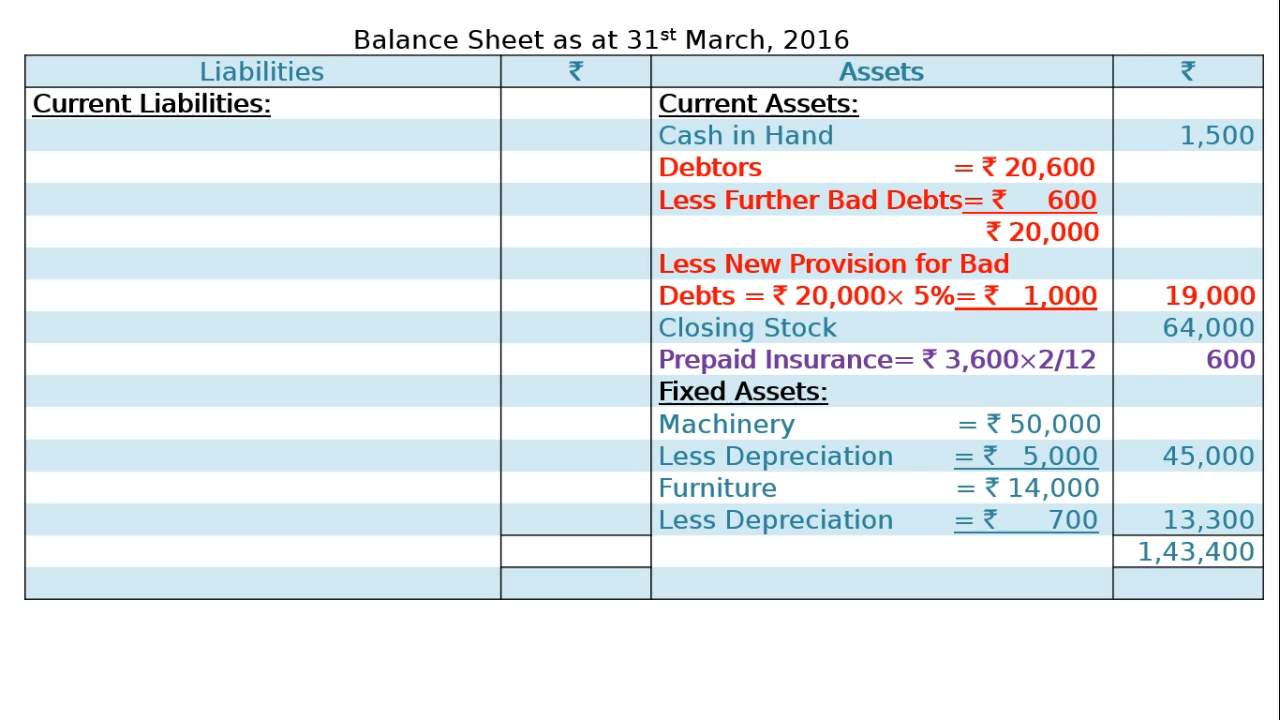 Balance Sheet as at 31st March, 2016
Liabilities ₹ Assets ₹
Current Liabilities: Current Assets:
Cash in Hand 1,500
Debtors = ₹ 20,600
Less Further Bad Debts= ₹ 600
₹ 20,000
Less New Provision for Bad
Debts = ₹ 20,000× 5%= ₹ 1,000 19,000
Closing Stock 64,000
Prepaid Insurance= ₹ 3,600×2/12 600
Fixed Assets:
Machinery = ₹ 50,000
Less Depreciation = ₹ 5,000 45,000
Furniture = ₹ 14,000
Less Depreciation = ₹ 700 13,300
1,43,400